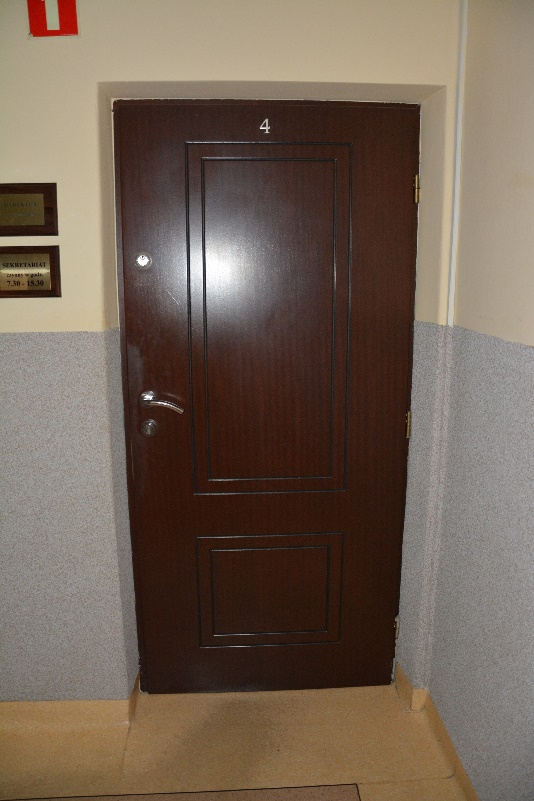 4
SEKRETARIAT
czynny w godz.
7.30 - 15.30